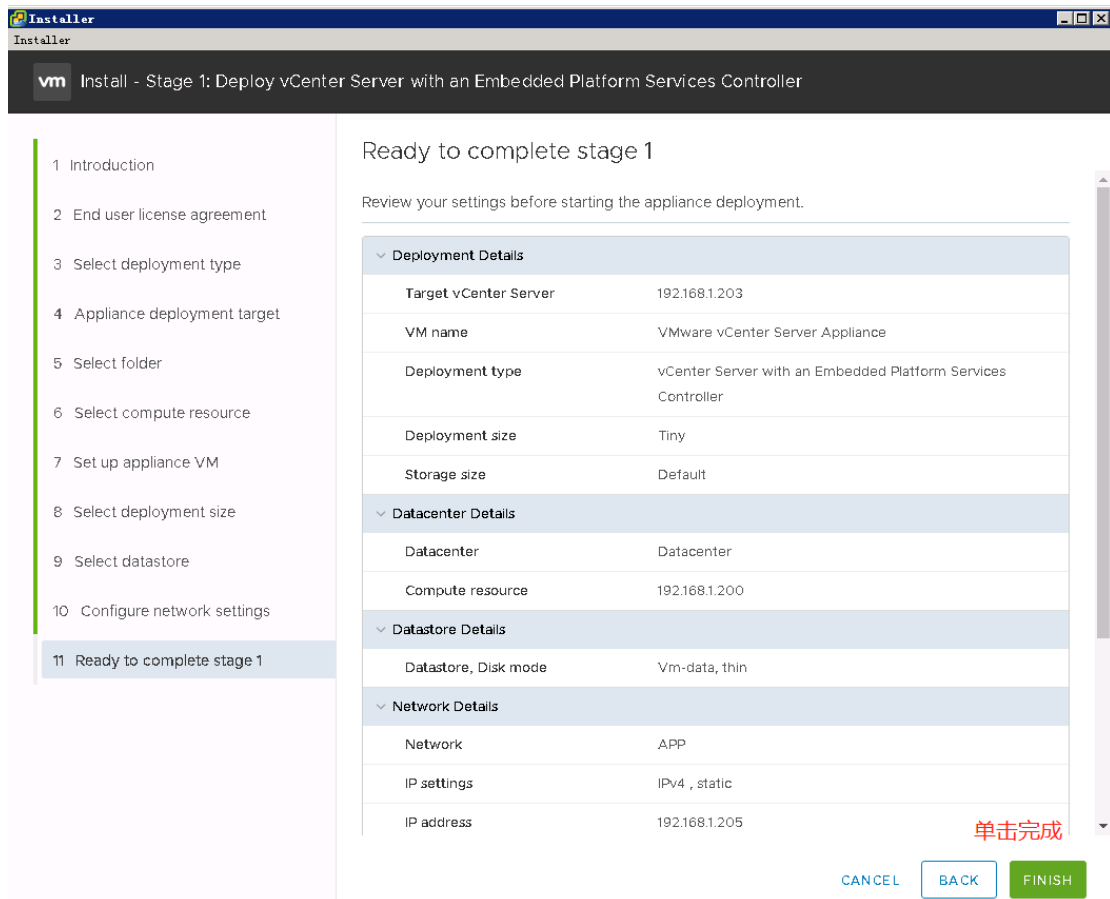 Installer
Installer
vm Install - Stage 1: Deploy vCenter Server with an Embedded Platform Services Controller
1 Introduction
2 End user license agreement
3 Select deployment type
4 Appliance deployment target
5 Select folder
6 Select compute resource
7 Set up appliance VM
8 Select deployment size
9 Select datastore
10 Configure network settings
11 Ready to complete stage 1
Ready to complete stage 1
Review your settings before starting the appliance deployment.
Deployment Details
Target vCenter Server 192.168.1.203
VM name VMware vCenter Server Appliance
Deployment type vCenter Server with an Embedded Platform Services
Controller
Deployment size Tiny
Storage size Default
Datacenter Details
Datacenter Datacenter
Compute resource 192.168.1.200
Datastore Details
Datastore, Disk mode Vm-data, thin
Network Details
Network APP
IP settings IPv4 , static
IP address 192.168.1.205
单击完成
CANCEL BACK FINISH